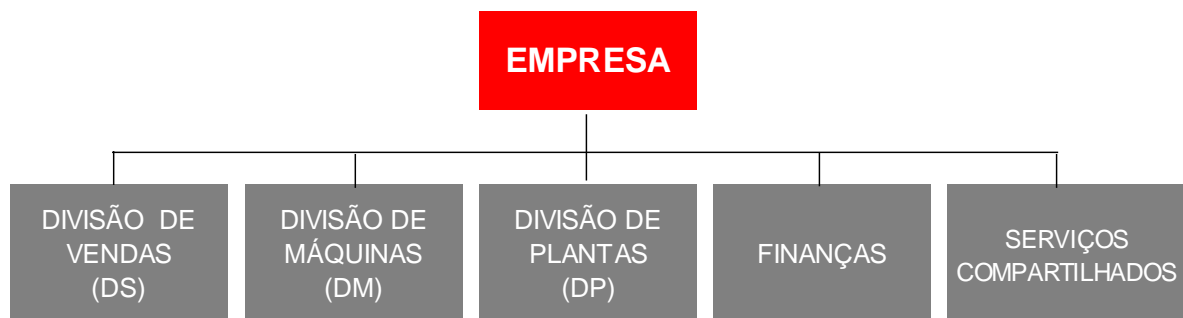 EMPRESA
DIVISÃO DE
VENDAS
(DS)
DIVISÃO DE
MÁQUINAS
(DM)
DIVISÃO DE
PLANTAS
(DP)
FINANÇAS
SERVIÇOS
COMPARTILHADOS